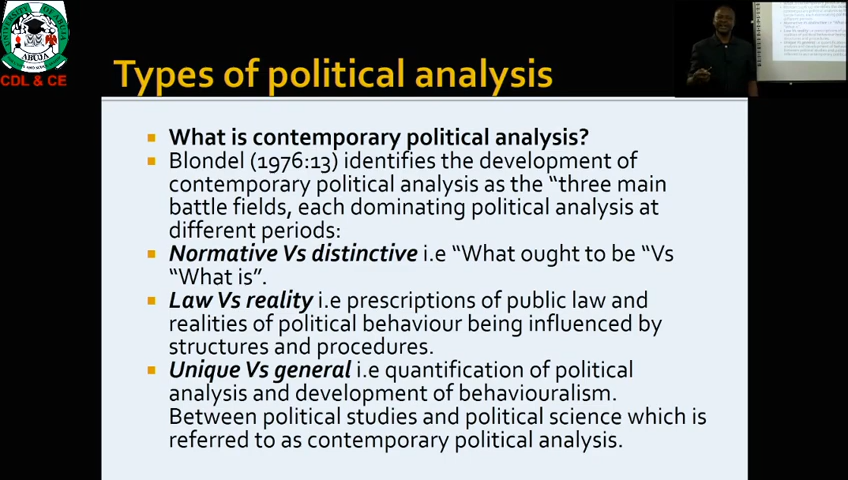 UNIVERSITY OF ABUJA
ABUJA
CDL & CE
Types of political analysis
What is contemporary political analysis?
Blondel (1976:13) identifies the development of
contemporary political analysis as the “three main
battle fields, each dominating political analysis at
different periods:
Normative Vs distinctive i.e “What ought to be “Vs
“What is”.
Law Vs reality i.e prescriptions of public law and
realities of political behaviour being influenced by
structures and procedures.
Unique Vs general i.e quantification of political
analysis and development of behaviouralism.
Between political studies and political science which is
referred to as contemporary political analysis.